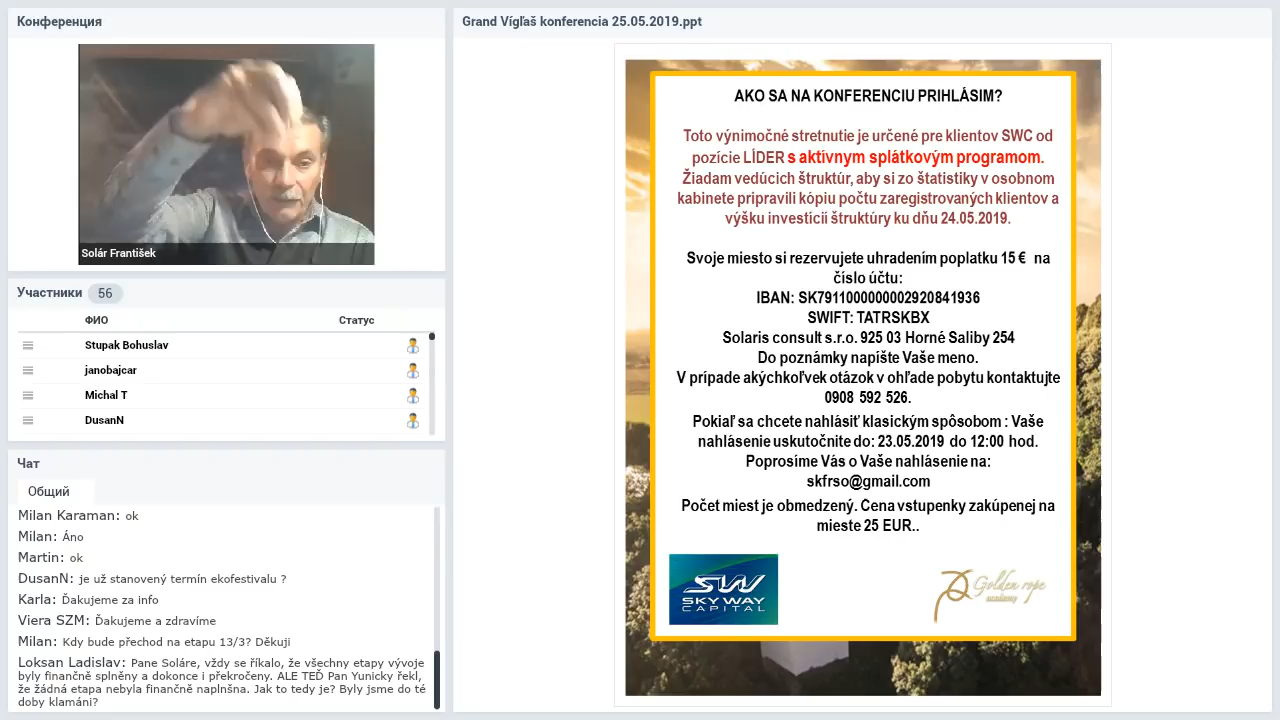 Конференция
Solár František
Участники 56
ФИО Статус
Stupak Bohuslav
janobajcar
Michal T
DusanN
Чат
Общий
Milan Karaman: ok
Milan: Áno
Martin: ok
DusanN: je už stanovený termín ekofestivalu ?
Karla: Ďakujeme za info
Viera SZM: Ďakujeme a zdravíme
Milan: Kdy bude přechod na etapu 13/3? Děkuji
Loksan Ladislav: Pane Soláre, vždy se říkalo, že všechny etapy vývoje
byly finančně splněny a dokonce i překročeny. ALE TEĎ Pan Yunicky řekl,
že žádná etapa nebyla finančně naplnšna. Jak to tedy je? Byly jsme do té
doby klamáni?
Grand Vígľaš konferencia 25.05.2019.ppt
AKO SA NA KONFERENCIU PRIHLÁSIM?
Toto výnimočné stretnutie je určené pre klientov SWC od
pozície LÍDER s aktívnym splátkovým programom.
Žiadam vedúcich štruktúr, aby si zo štatistiky v osobnom
kabinete pripravili kópiu počtu zaregistrovaných klientov a
výšku investícií štruktúry ku dňu 24.05.2019.
Svoje miesto si rezervujete uhradením poplatku 15 € na
číslo účtu:
IBAN: SK7911000000002920841936
SWIFT: TATRSKBX
Solaris consult s.r.o. 925 03 Horné Saliby 254
Do poznámky napíšte Vaše meno.
V prípade akýchkoľvek otázok v ohľade pobytu kontaktujte
0908 592 526.
Pokiaľ sa chcete nahlásiť klasickým spôsobom : Vaše
nahlásenie uskutočnite do: 23.05.2019 do 12:00 hod.
Poprosíme Vás o Vaše nahlásenie na:
skfrso@gmail.com
Počet miest je obmedzený. Cena vstupenky zakúpenej na
mieste 25 EUR..
SW
SKYWAY
CAPITAL
Golden rope
academy